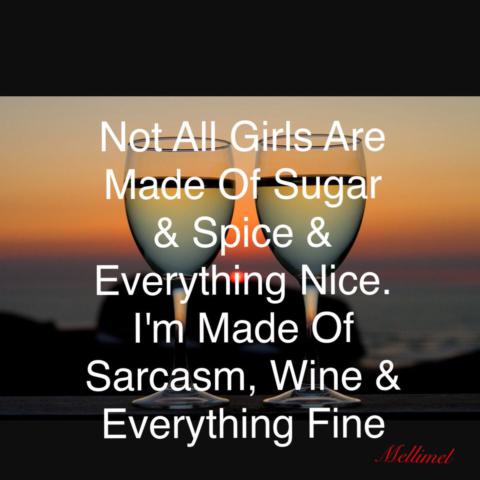 Not All Girls Are
Made Of Sugar
& Spice &
Everything Nice.
I'm Made Of
Sarcasm, Wine &
Everything Fine
Mellimel